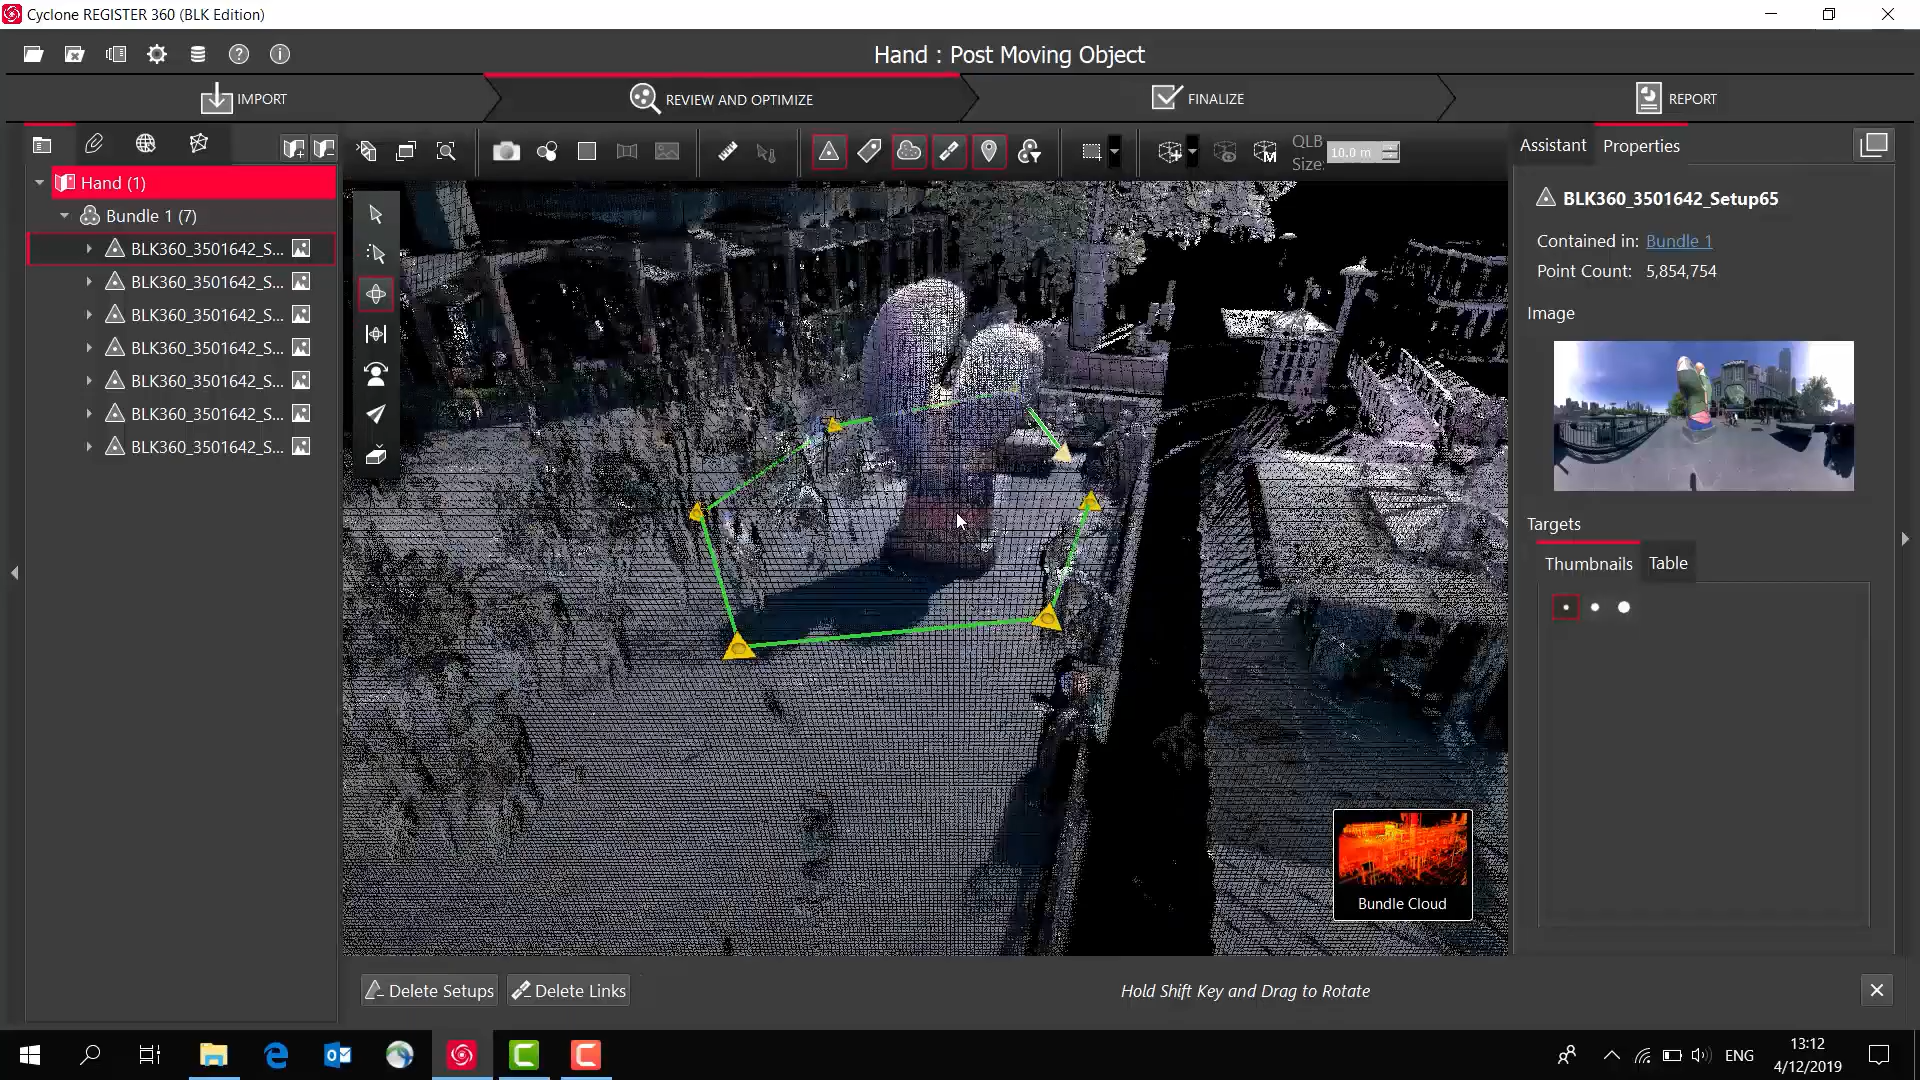 Cyclone REGISTER 360 (BLK Edition)
Hand : Post Moving Object
IMPORT
REVIEW AND OPTIMIZE
FINALIZE
REPORT
QLB
Size:
10.0 m
Hand (1)
Bundle 1 (7)
BLK360_3501642_S...
BLK360_3501642_S...
BLK360_3501642_S...
BLK360_3501642_S...
BLK360_3501642_S...
BLK360_3501642_S...
BLK360_3501642_S...
Bundle Cloud
Assistant
Properties
BLK360_3501642_Setup65
Contained in: Bundle 1
Point Count: 5,854,754
Image
Targets
Thumbnails
Table
Delete Setups
Delete Links
Hold Shift Key and Drag to Rotate
ENG
13:12
4/12/2019